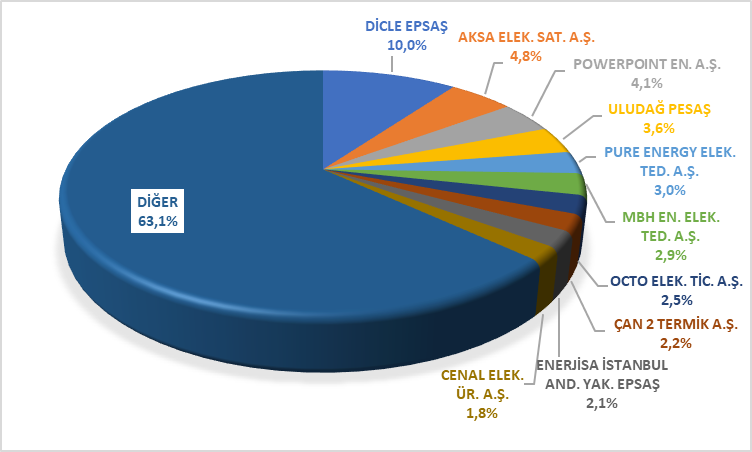 DİCLE EPSAŞ
10,0%
AKSA ELEK. SAT. A.Ş.
4,8%
POWERPOINT EN. A.Ş.
4,1%
ULUDAĞ PESAŞ
3,6%
PURE ENERGY ELEK.
TED. A.Ş.
3,0%
MBH EN. ELEK.
TED. A.Ş.
2,9%
OCTO ELEK. TİC. A.Ş.
2,5%
ÇAN 2 TERMİK A.Ş.
2,2%
ENERJİSA İSTANBUL
AND. YAK. EPSAŞ
2,1%
CENAL ELEK.
ÜR. A.Ş.
1,8%
DİĞER
63,1%